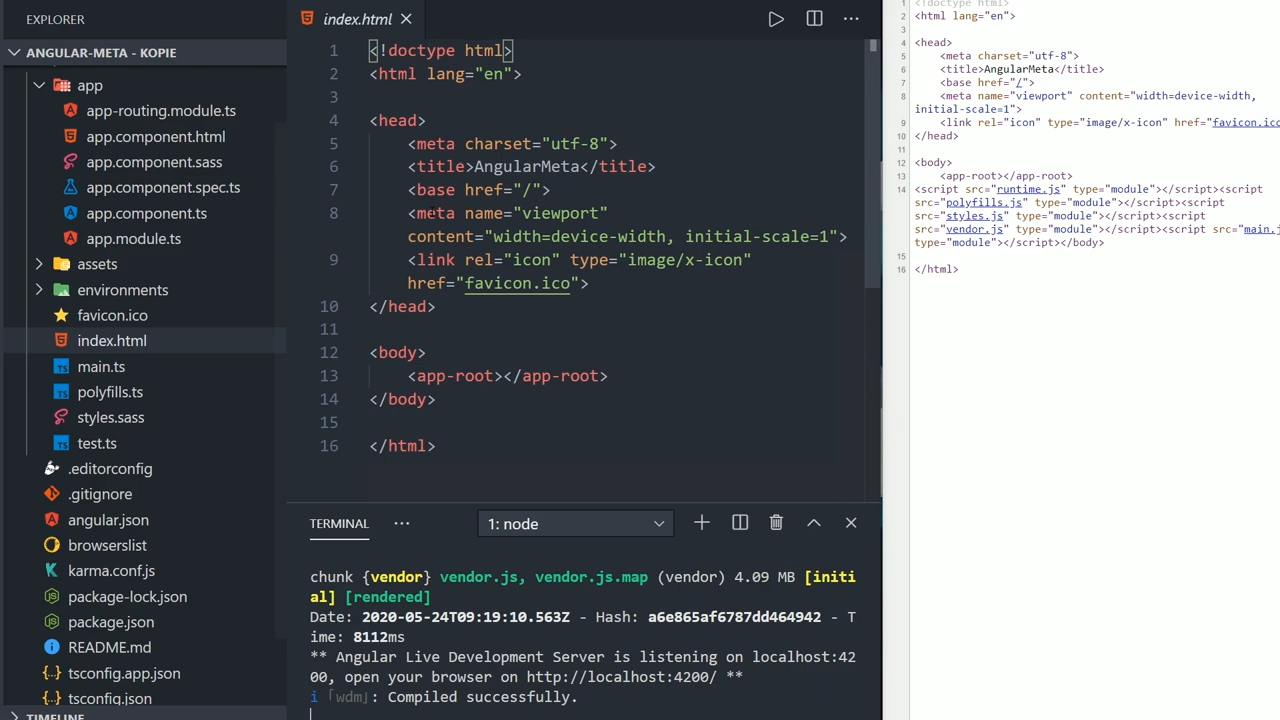 EXPLORER
ANGULAR-META - KOPIE
app
app-routing.module.ts
app.component.html
app.component.sass
app.component.spec.ts
app.component.ts
app.module.ts
assets
environments
favicon.ico
index.html
main.ts
polyfills.ts
styles.sass
test.ts
.editorconfig
.gitignore
angular.json
browserslist
karma.conf.js
package-lock.json
package.json
README.md
tsconfig.app.json
tsconfig.json
TIMELINE
index.html
1 <!doctype html>
2 <html lang="en">
3
4 <head>
5 <meta charset="utf-8">
6 <title>AngularMeta</title>
7 <base href="/">
8 <meta name="viewport"
content="width=device-width, initial-scale=1">
9 <link rel="icon" type="image/x-icon"
href="favicon.ico">
10 </head>
11
12 <body>
13 <app-root></app-root>
14 </body>
15
16 </html>
TERMINAL
1: node
chunk {vendor} vendor.js, vendor.js.map (vendor) 4.09 MB [initi
al] [rendered]
Date: 2020-05-24T09:19:10.563Z - Hash: a6e865af6787dd464942 - T
ime: 8112ms
** Angular Live Development Server is listening on localhost:42
00, open your browser on http://localhost:4200/ **
i 「wdm」: Compiled successfully.
1 <!doctype html>
2 <html lang="en">
3
4 <head>
5 <meta charset="utf-8">
6 <title>AngularMeta</title>
7 <base href="/">
8 <meta name="viewport" content="width=device-width,
initial-scale=1">
9 <link rel="icon" type="image/x-icon" href="favicon.ico
10 </head>
11
12 <body>
13 <app-root></app-root>
14 <script src="runtime.js" type="module"></script><script
src="polyfills.js" type="module"></script><script
src="styles.js" type="module"></script><script
src="vendor.js" type="module"></script><script src="main.j
type="module"></script></body>
15
16 </html>